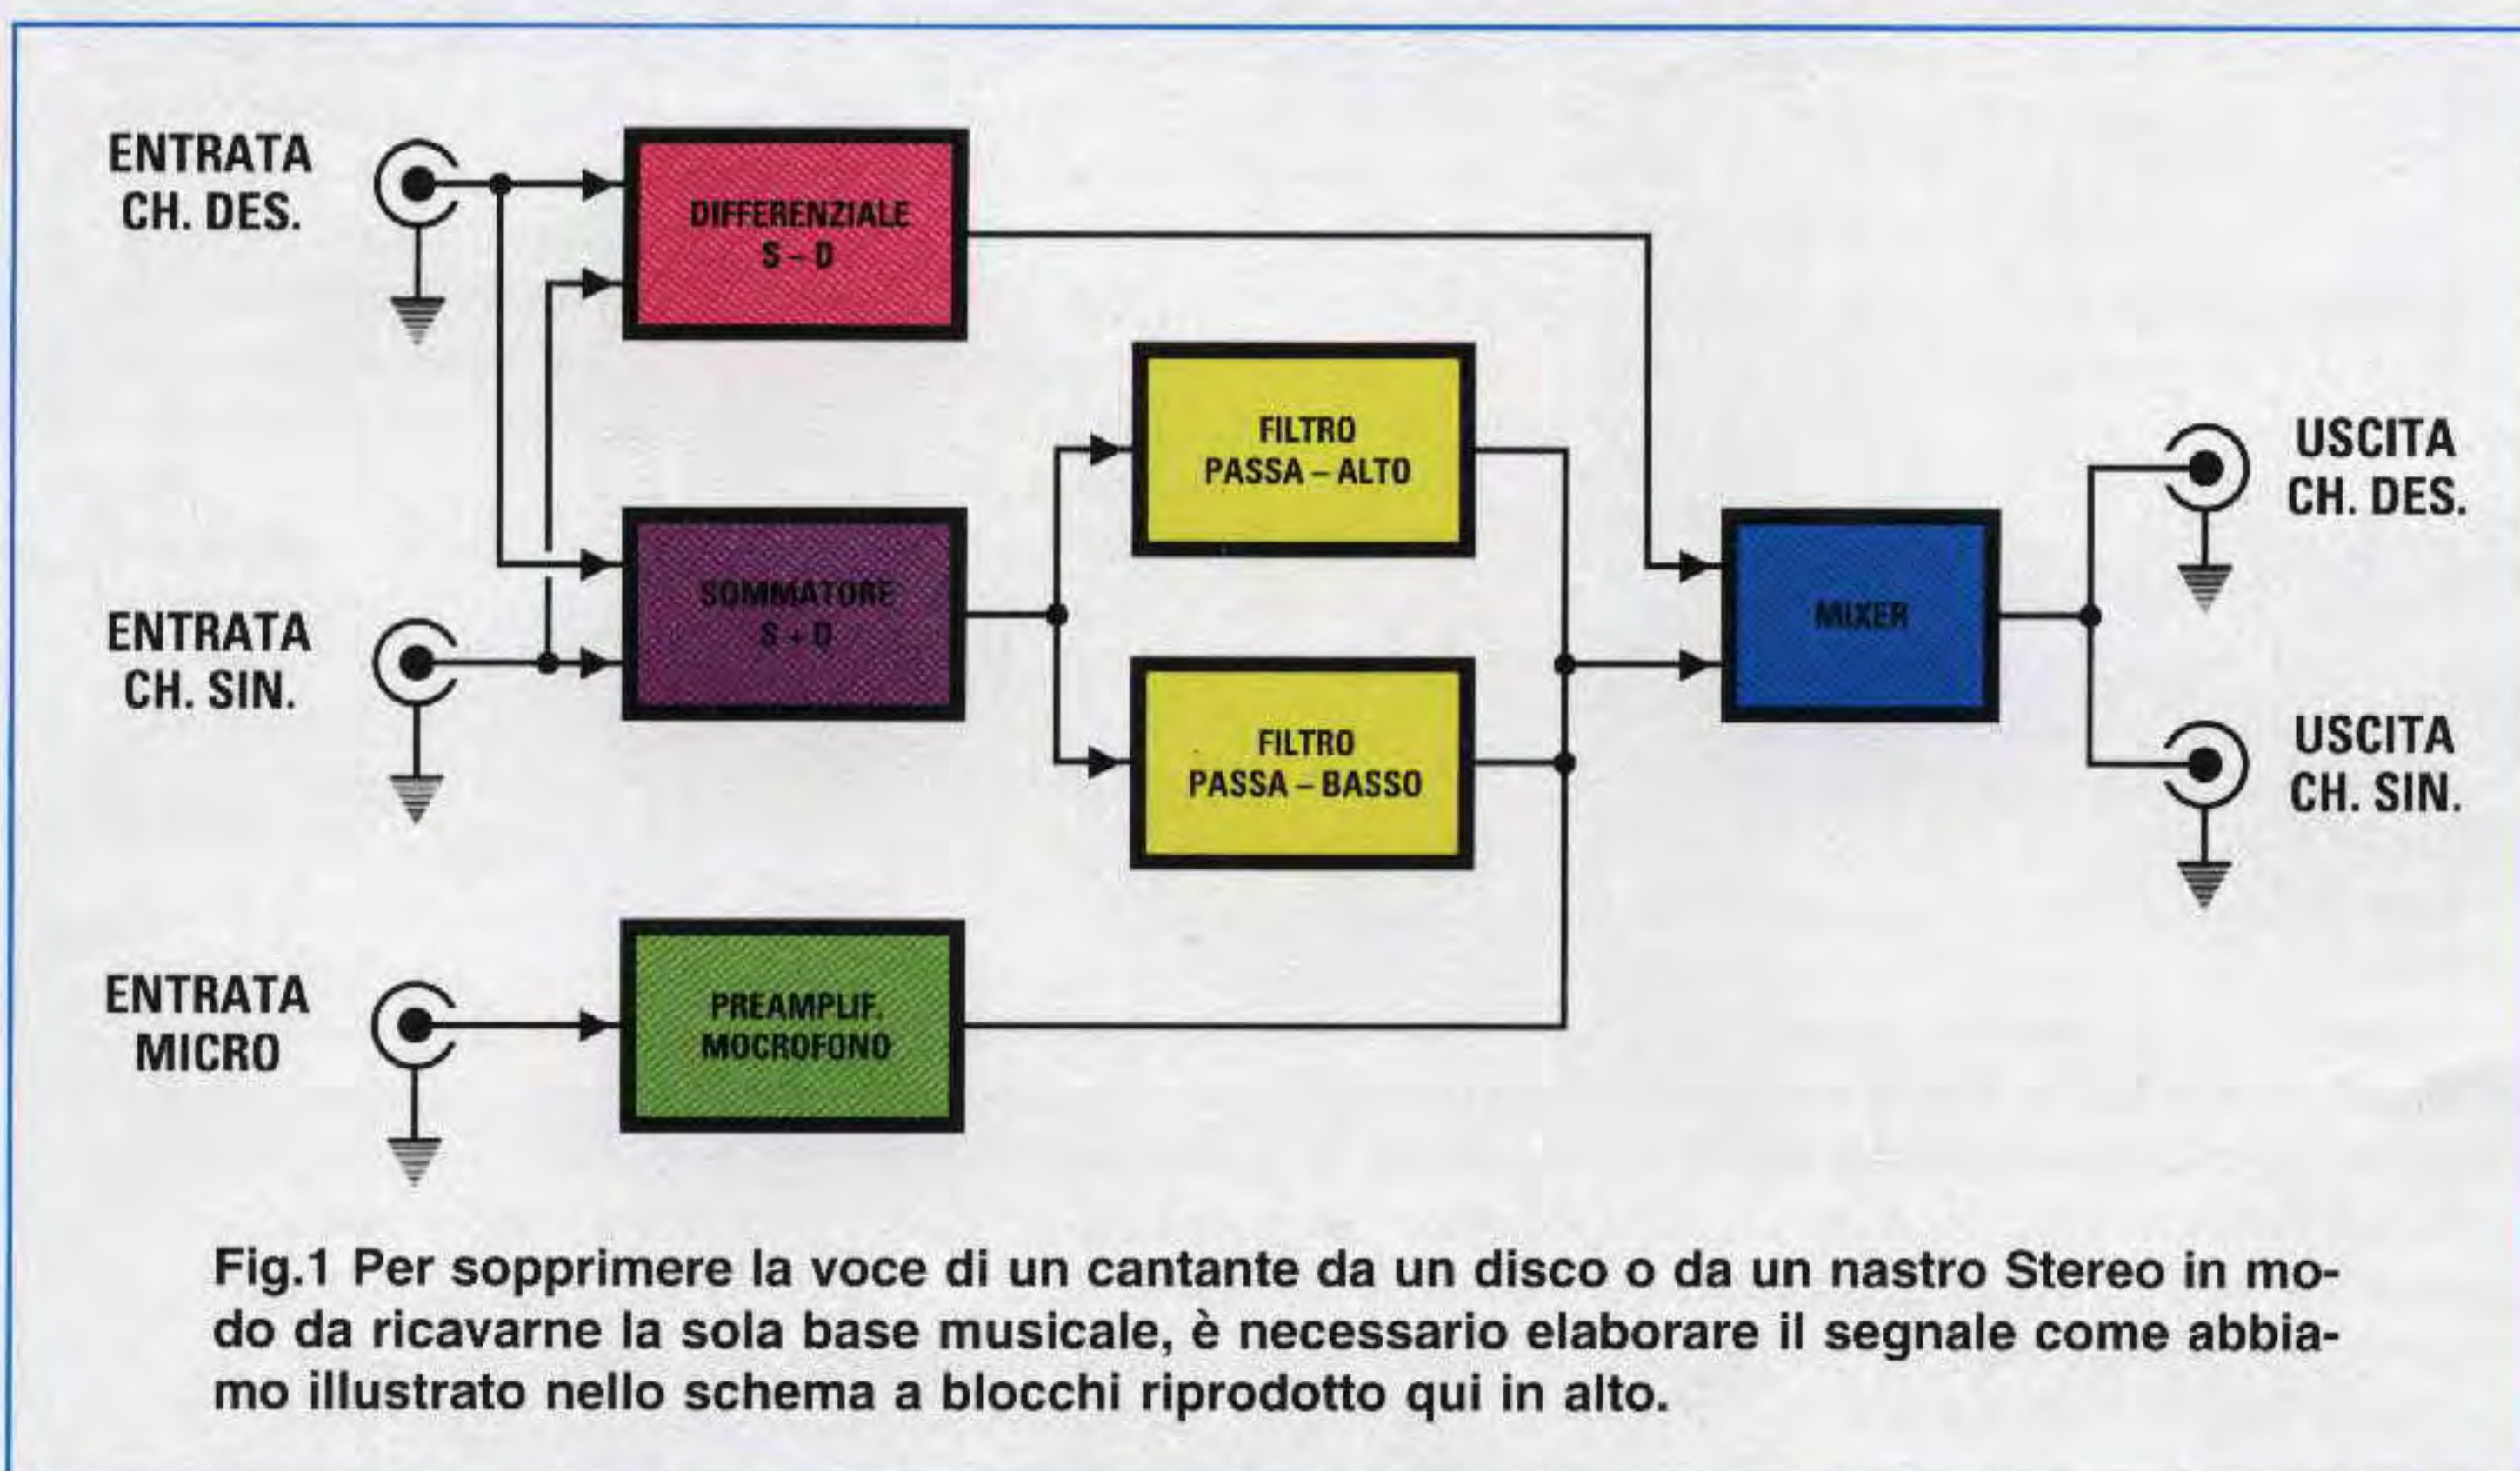 ENTRATA
CH. DES.
DIFFERENZIALE
S – D
FILTRO
PASSA – ALTO
USCITA
CH. DES.
ENTRATA
CH. SIN.
SOMMATORE
S + D
MIXER
FILTRO
PASSA – BASSO
USCITA
CH. SIN.
ENTRATA
MICRO
PREAMPLIF.
MOCROFONO
Fig.1 Per sopprimere la voce di un cantante da un disco o da un nastro Stereo in mo-
do da ricavarne la sola base musicale, è necessario elaborare il segnale come abbia-
mo illustrato nello schema a blocchi riprodotto qui in alto.